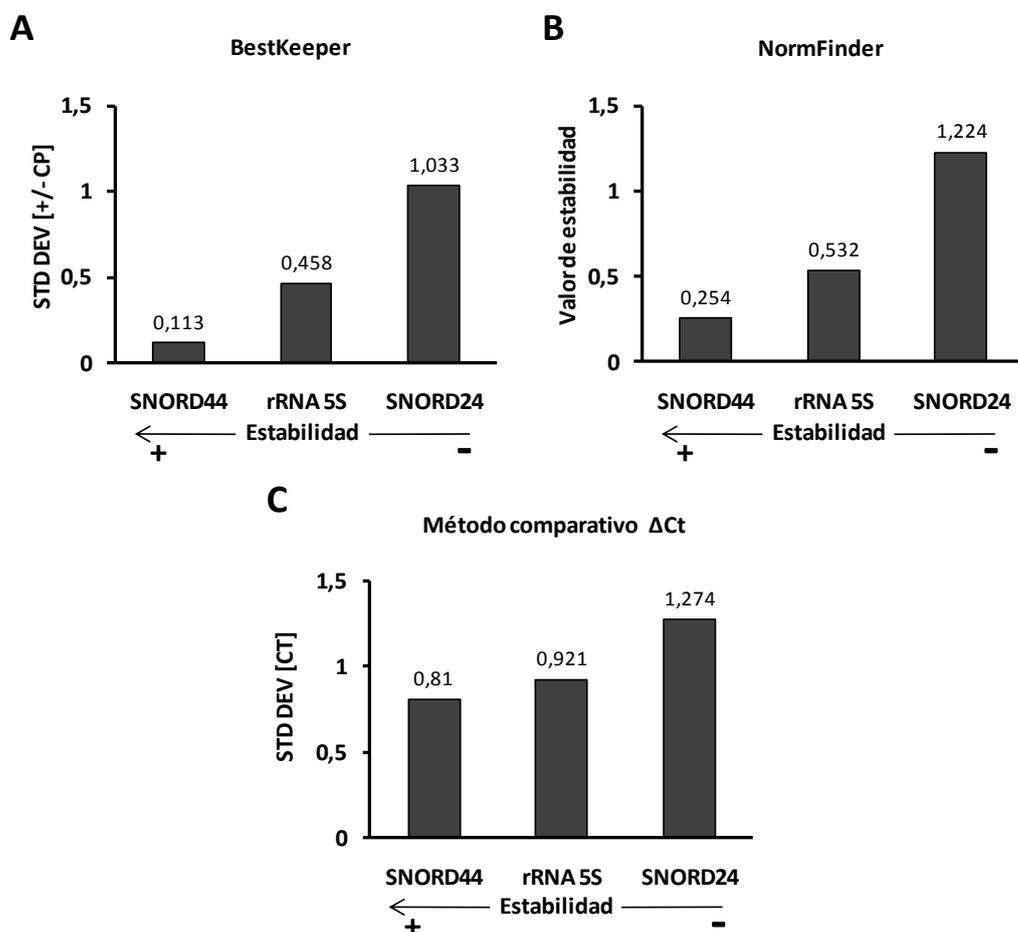 A
BestKeeper
STD DEV [+/- CP]
1,5
1
0,5
0
0,113
0,458
1,033
SNORD44 rRNA 5S SNORD24
Estabilidad
+ -
B
NormFinder
Valor de estabilidad
1,5
1
0,5
0
0,254
0,532
1,224
SNORD44 rRNA 5S SNORD24
Estabilidad
+ -
C
Método comparativo ΔCt
STD DEV [CT]
1,5
1
0,5
0
0,81
0,921
1,274
SNORD44 rRNA 5S SNORD24
Estabilidad
+ -